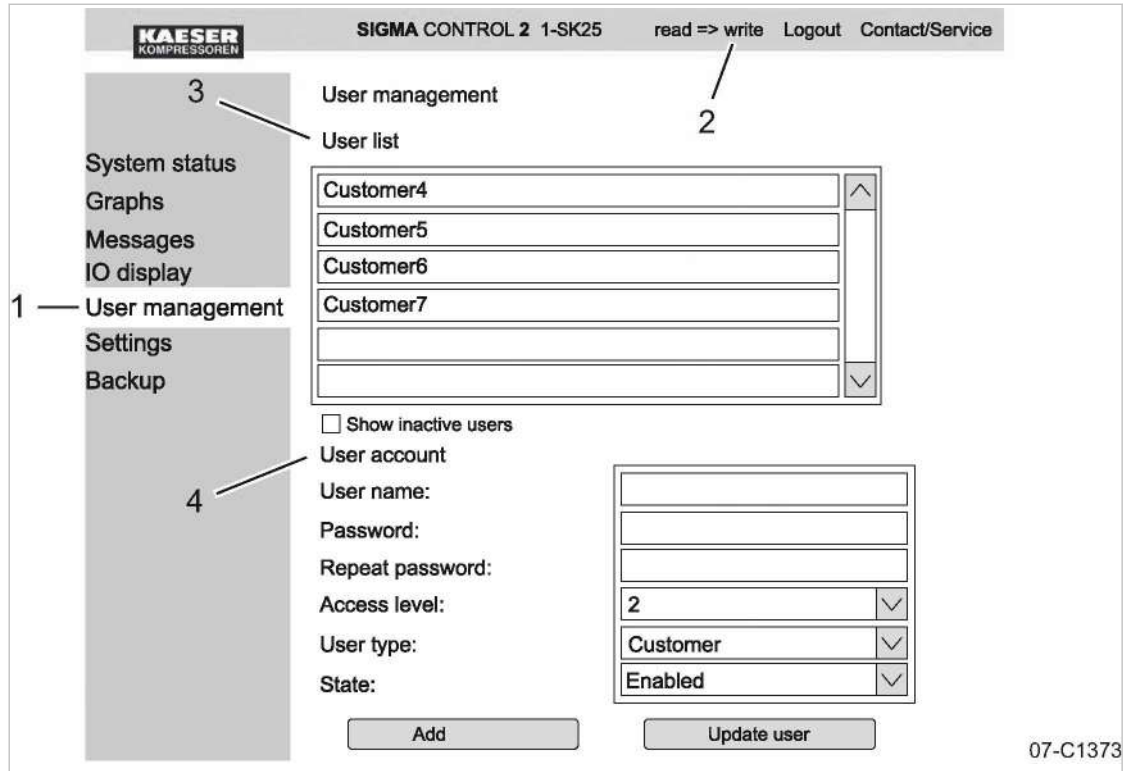 KAESER
KOMPRESSOREN
SIGMA CONTROL 2 1-SK25
read => write
Logout
Contact/Service
3
User management
2
User list
System status
Graphs
Messages
IO display
1
User management
Settings
Backup
Customer4
Customer5
Customer6
Customer7
Show inactive users
User account
4
User name:
Password:
Repeat password:
Access level:
2
User type:
Customer
State:
Enabled
Add
Update user
07-C1373